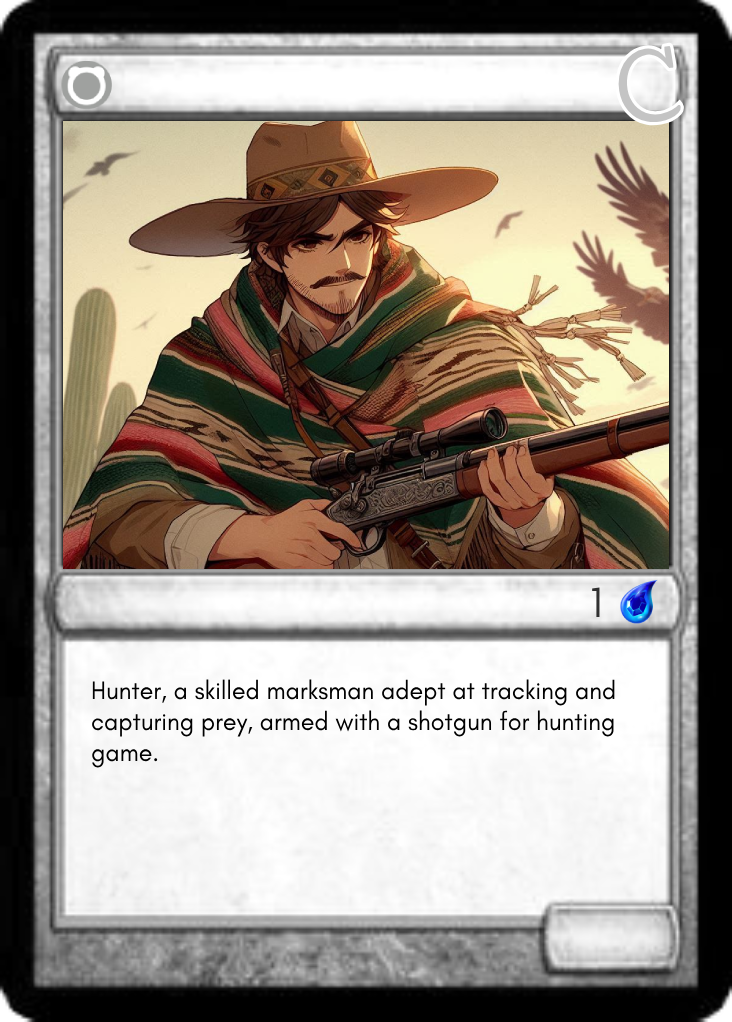 C
1
Hunter, a skilled marksman adept at tracking and
capturing prey, armed with a shotgun for hunting
game.